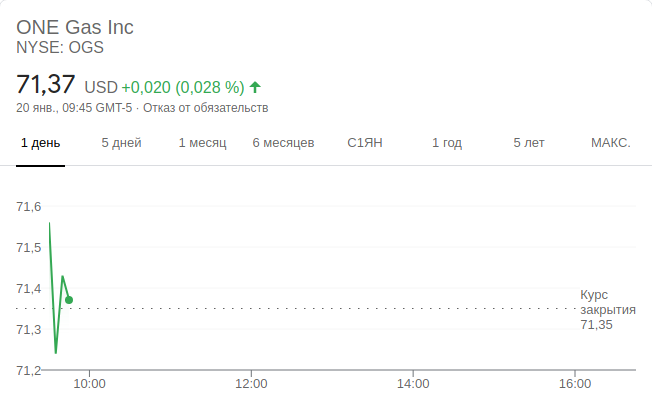 ONE Gas Inc
NYSE: OGS
71,37 USD +0,020 (0,028 %)
20 янв., 09:45 GMT-5 · Отказ от обязательств
1 день 5 дней 1 месяц 6 месяцев С1ЯН 1 год 5 лет МАКС.
71,6
71,5
71,4
71,3
71,2
Курс
закрытия
71,35
10:00 12:00 14:00 16:00